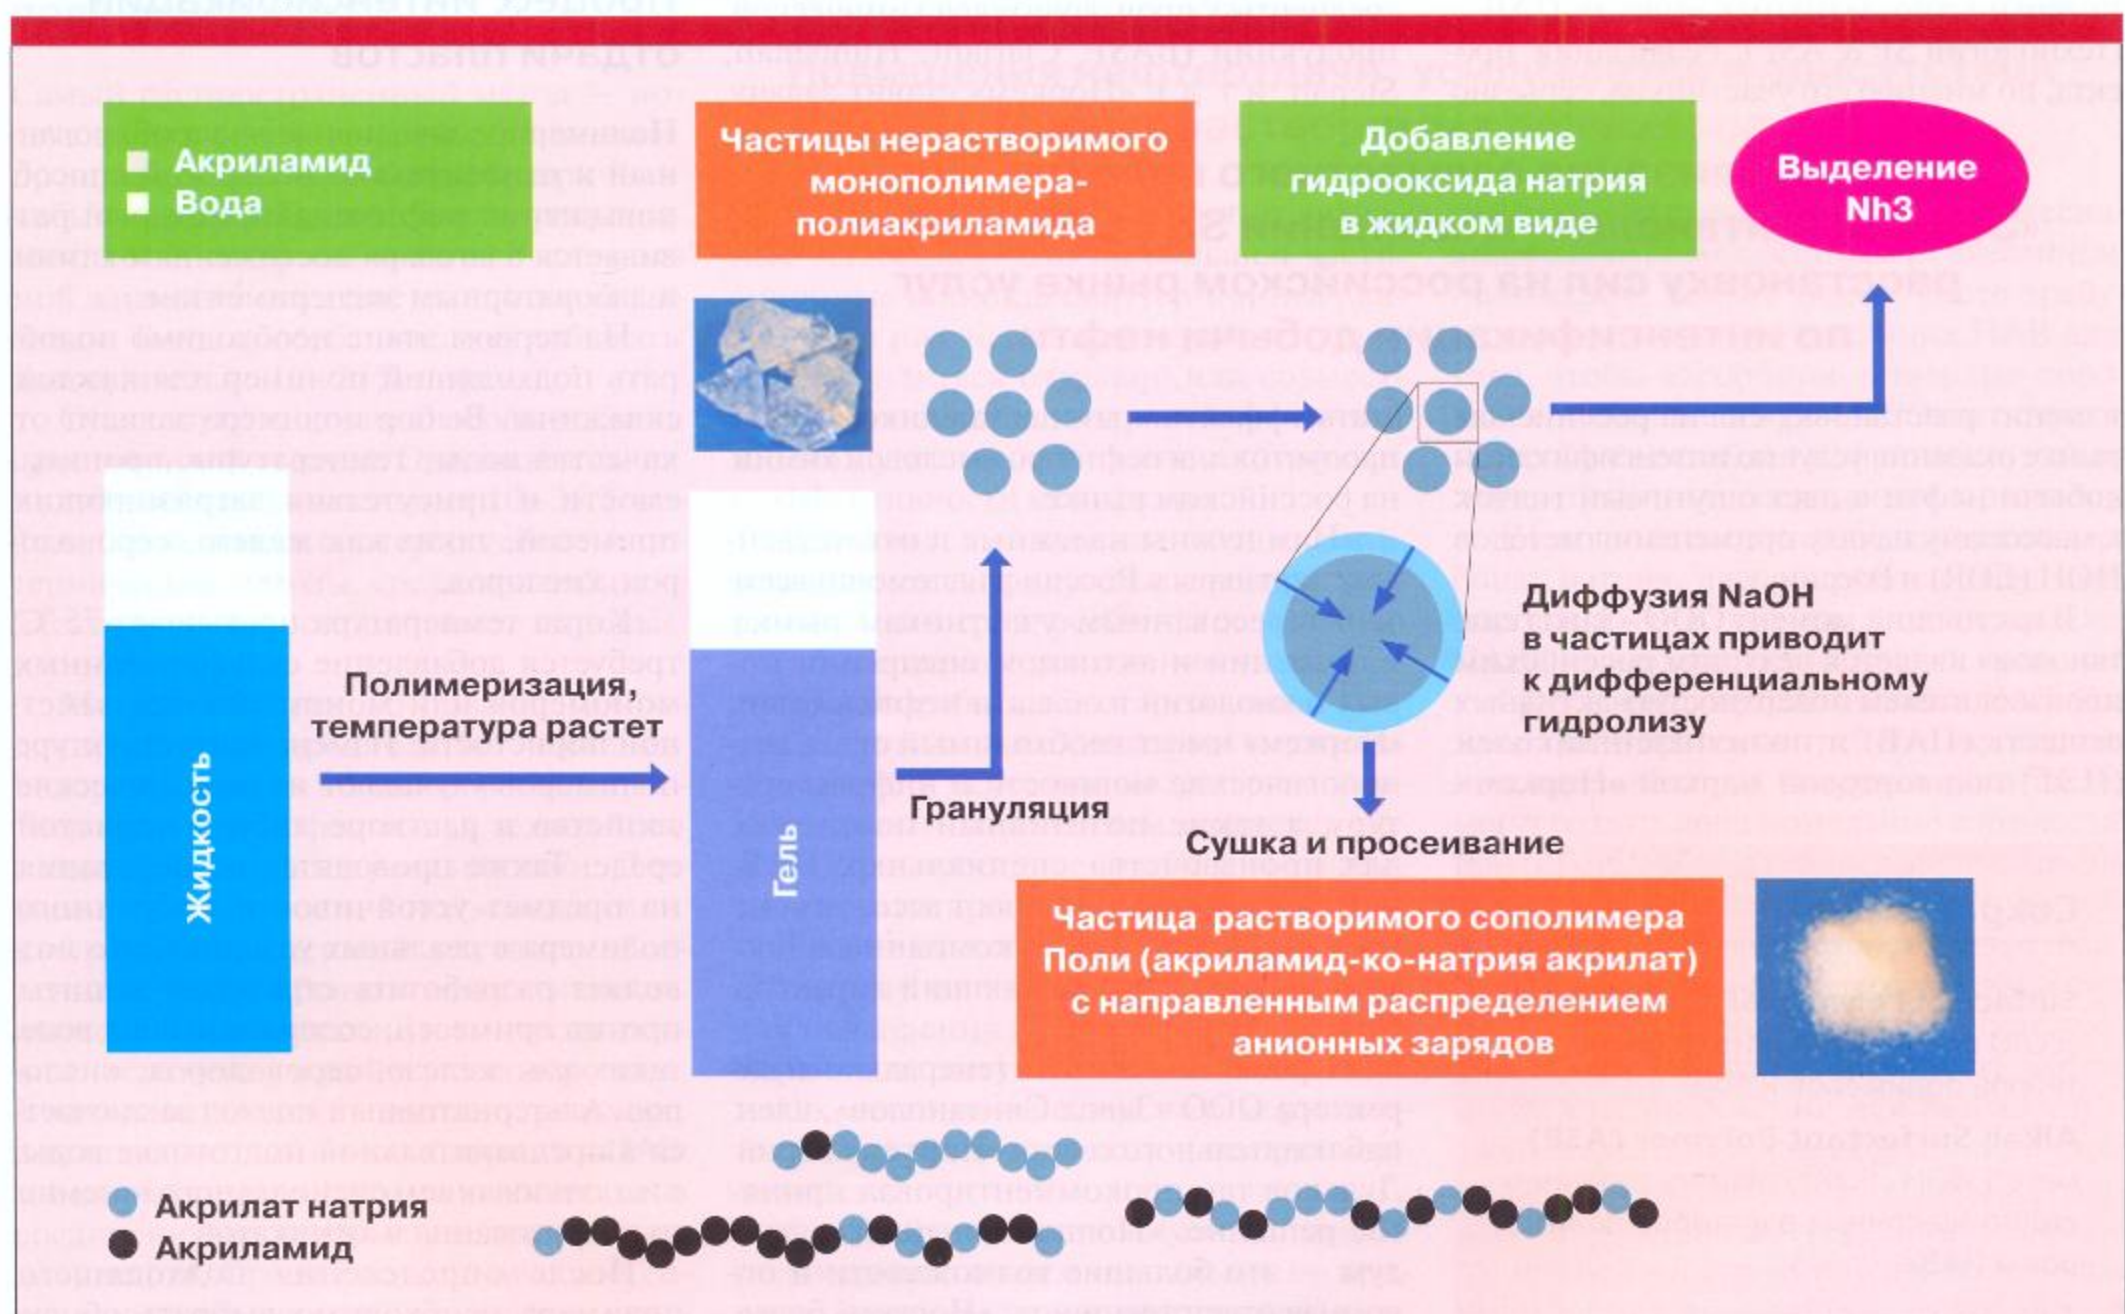 Акриламид
Вода
Частицы нерастворимого
монополимера-
полиакриламида
Добавление
гидрооксида натрия
в жидком виде
Выделение
Nh3
Жидкость
Полимеризация,
температура растет
Гель
Грануляция
Диффузия NaOH
в частицах приводит
к дифференциальному
гидролизу
Сушка и просеивание
Частица растворимого сополимера
Поли (акриламид-ко-натрия акрилат)
с направленным распределением
анионных зарядов
Акрилат натрия
Акриламид